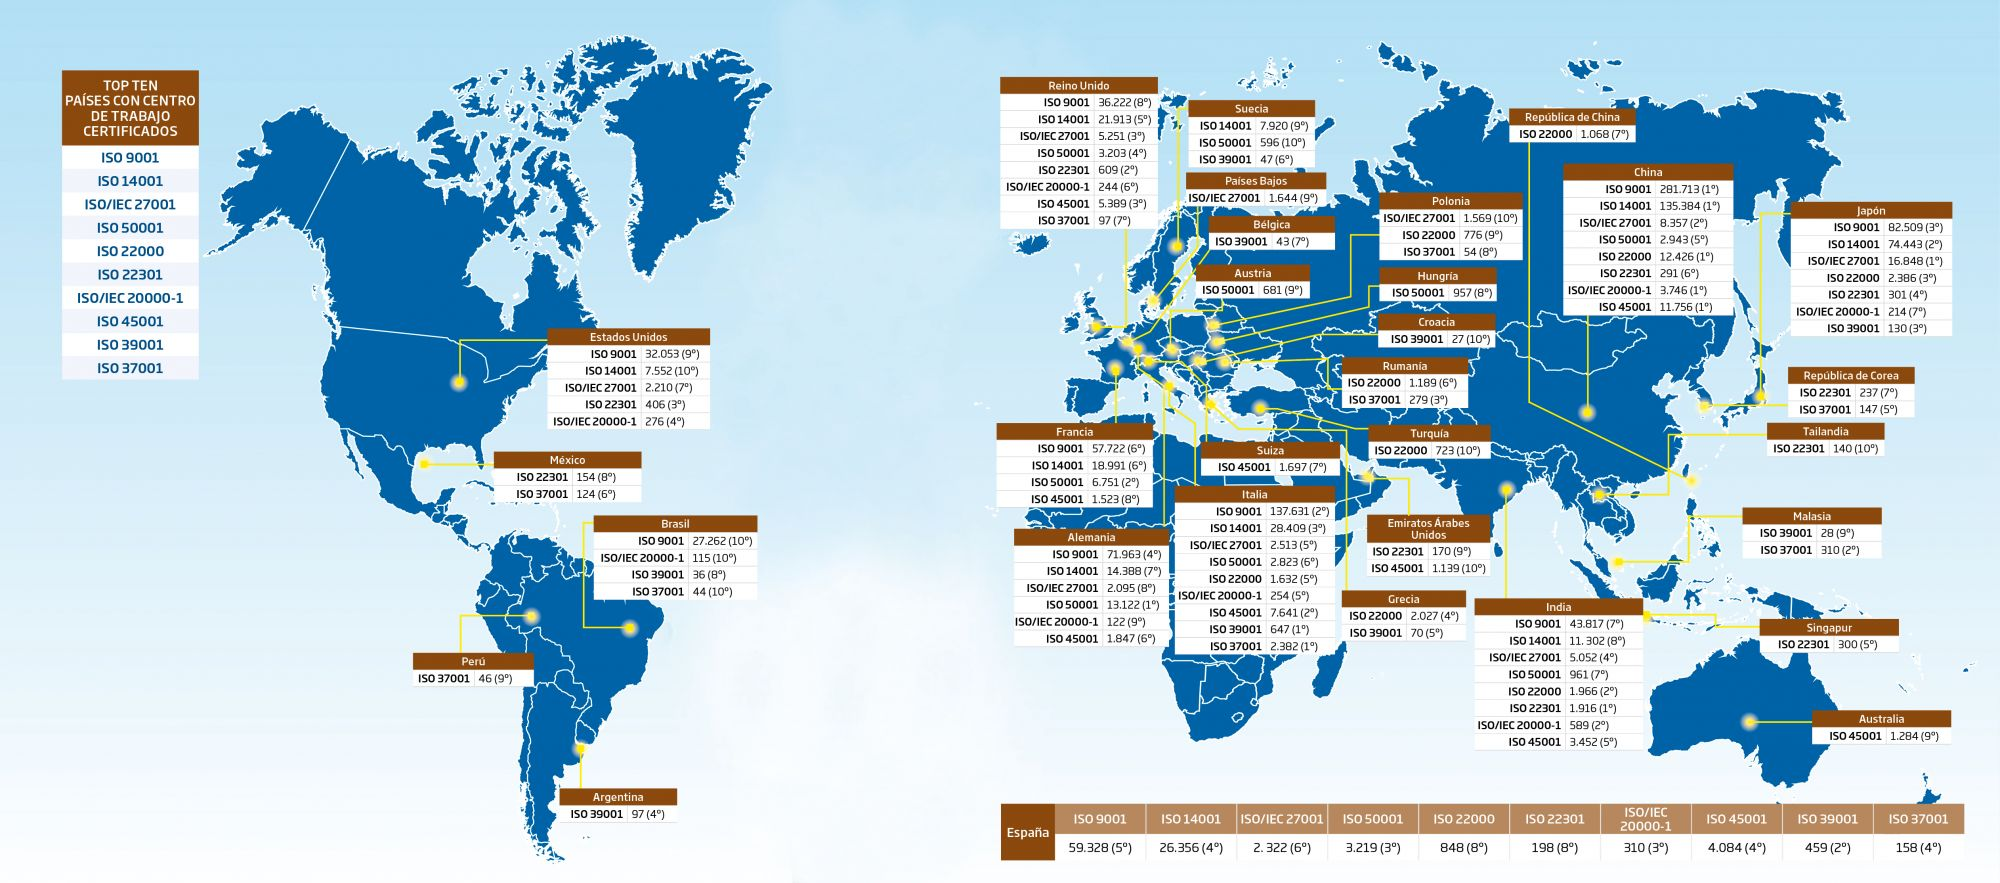 TOP TEN
PAÍSES CON CENTRO
DE TRABAJO
CERTIFICADOS
ISO 9001
ISO 14001
ISO/IEC 27001
ISO 50001
ISO 22000
ISO 22301
ISO/IEC 20000-1
ISO 45001
ISO 39001
ISO 37001
Estados Unidos
ISO 9001 32.053 (9º)
ISO 14001 7.552 (10º)
ISO/IEC 27001 2.210 (7º)
ISO 22301 406 (3º)
ISO/IEC 20000-1 276 (4º)
México
ISO 22301 154 (8º)
ISO 37001 124 (6º)
Brasil
ISO 9001 27.262 (10º)
ISO/IEC 20000-1 115 (10º)
ISO 39001 36 (8º)
ISO 37001 44 (10º)
Perú
ISO 37001 46 (9º)
Argentina
ISO 39001 97 (4º)
Reino Unido
ISO 9001 36.222 (8º)
ISO 14001 21.913 (5º)
ISO/IEC 27001 5.251 (3º)
ISO 50001 3.203 (4º)
ISO 22301 609 (2º)
ISO/IEC 20000-1 244 (6º)
ISO 45001 5.389 (3º)
ISO 37001 97 (7º)
Suecia
ISO 14001 7.920 (9º)
ISO 50001 596 (10º)
ISO 39001 47 (6º)
Países Bajos
ISO/IEC 27001 1.644 (9º)
Bélgica
ISO 39001 43 (7º)
Austria
ISO 50001 681 (9º)
Polonia
ISO/IEC 27001 1.569 (10º)
ISO 22000 776 (9º)
ISO 37001 54 (8º)
Hungría
ISO 50001 957 (8º)
Croacia
ISO 39001 27 (10º)
Rumanía
ISO 22000 1.189 (6º)
ISO 37001 279 (3º)
Turquía
ISO 22000 723 (10º)
República de China
ISO 22000 1.068 (7º)
China
ISO 9001 281.713 (1º)
ISO 14001 135.384 (1º)
ISO/IEC 27001 8.357 (2º)
ISO 50001 2.943 (5º)
ISO 22000 12.426 (1º)
ISO 22301 291 (6º)
ISO/IEC 20000-1 3.746 (1º)
ISO 45001 11.756 (1º)
Japón
ISO 9001 82.509 (3º)
ISO 14001 74.443 (2º)
ISO/IEC 27001 16.848 (1º)
ISO 22000 2.386 (3º)
ISO 22301 301 (4º)
ISO/IEC 20000-1 214 (7º)
ISO 39001 130 (3º)
República de Corea
ISO 22301 237 (7º)
ISO 37001 147 (5º)
Tailandia
ISO 22301 140 (10º)
Francia
ISO 9001 57.722 (6º)
ISO 14001 18.991 (6º)
ISO 50001 6.751 (2º)
ISO 45001 1.523 (8º)
Suiza
ISO 45001 1.697 (7º)
Alemania
ISO 9001 71.963 (4º)
ISO 14001 14.388 (7º)
ISO/IEC 27001 2.095 (8º)
ISO 50001 13.122 (1º)
ISO/IEC 20000-1 122 (9º)
ISO 45001 1.847 (6º)
Italia
ISO 9001 137.631 (2º)
ISO 14001 28.409 (3º)
ISO/IEC 27001 2.513 (5º)
ISO 50001 2.823 (6º)
ISO 22000 1.632 (5º)
ISO/IEC 20000-1 254 (5º)
ISO 45001 7.641 (2º)
ISO 39001 647 (1º)
ISO 37001 2.382 (1º)
Emiratos Árabes
Unidos
ISO 22301 170 (9º)
ISO 45001 1.139 (10º)
Grecia
ISO 22000 2.027 (4º)
ISO 39001 70 (5º)
India
ISO 9001 43.817 (7º)
ISO 14001 11.302 (8º)
ISO/IEC 27001 5.052 (4º)
ISO 50001 961 (7º)
ISO 22000 1.966 (2º)
ISO 22301 1.916 (1º)
ISO/IEC 20000-1 589 (2º)
ISO 45001 3.452 (5º)
Malasia
ISO 39001 28 (9º)
ISO 37001 310 (2º)
Singapur
ISO 22301 300 (5º)
Australia
ISO 45001 1.284 (9º)
España
ISO 9001 ISO 14001 ISO/IEC 27001 ISO 50001 ISO 22000 ISO 22301 ISO/IEC 20000-1 ISO 45001 ISO 39001 ISO 37001
59.328 (5º) 26.356 (4º) 2.322 (6º) 3.219 (3º) 848 (8º) 198 (8º) 310 (3º) 4.084 (4º) 459 (2º) 158 (4º)